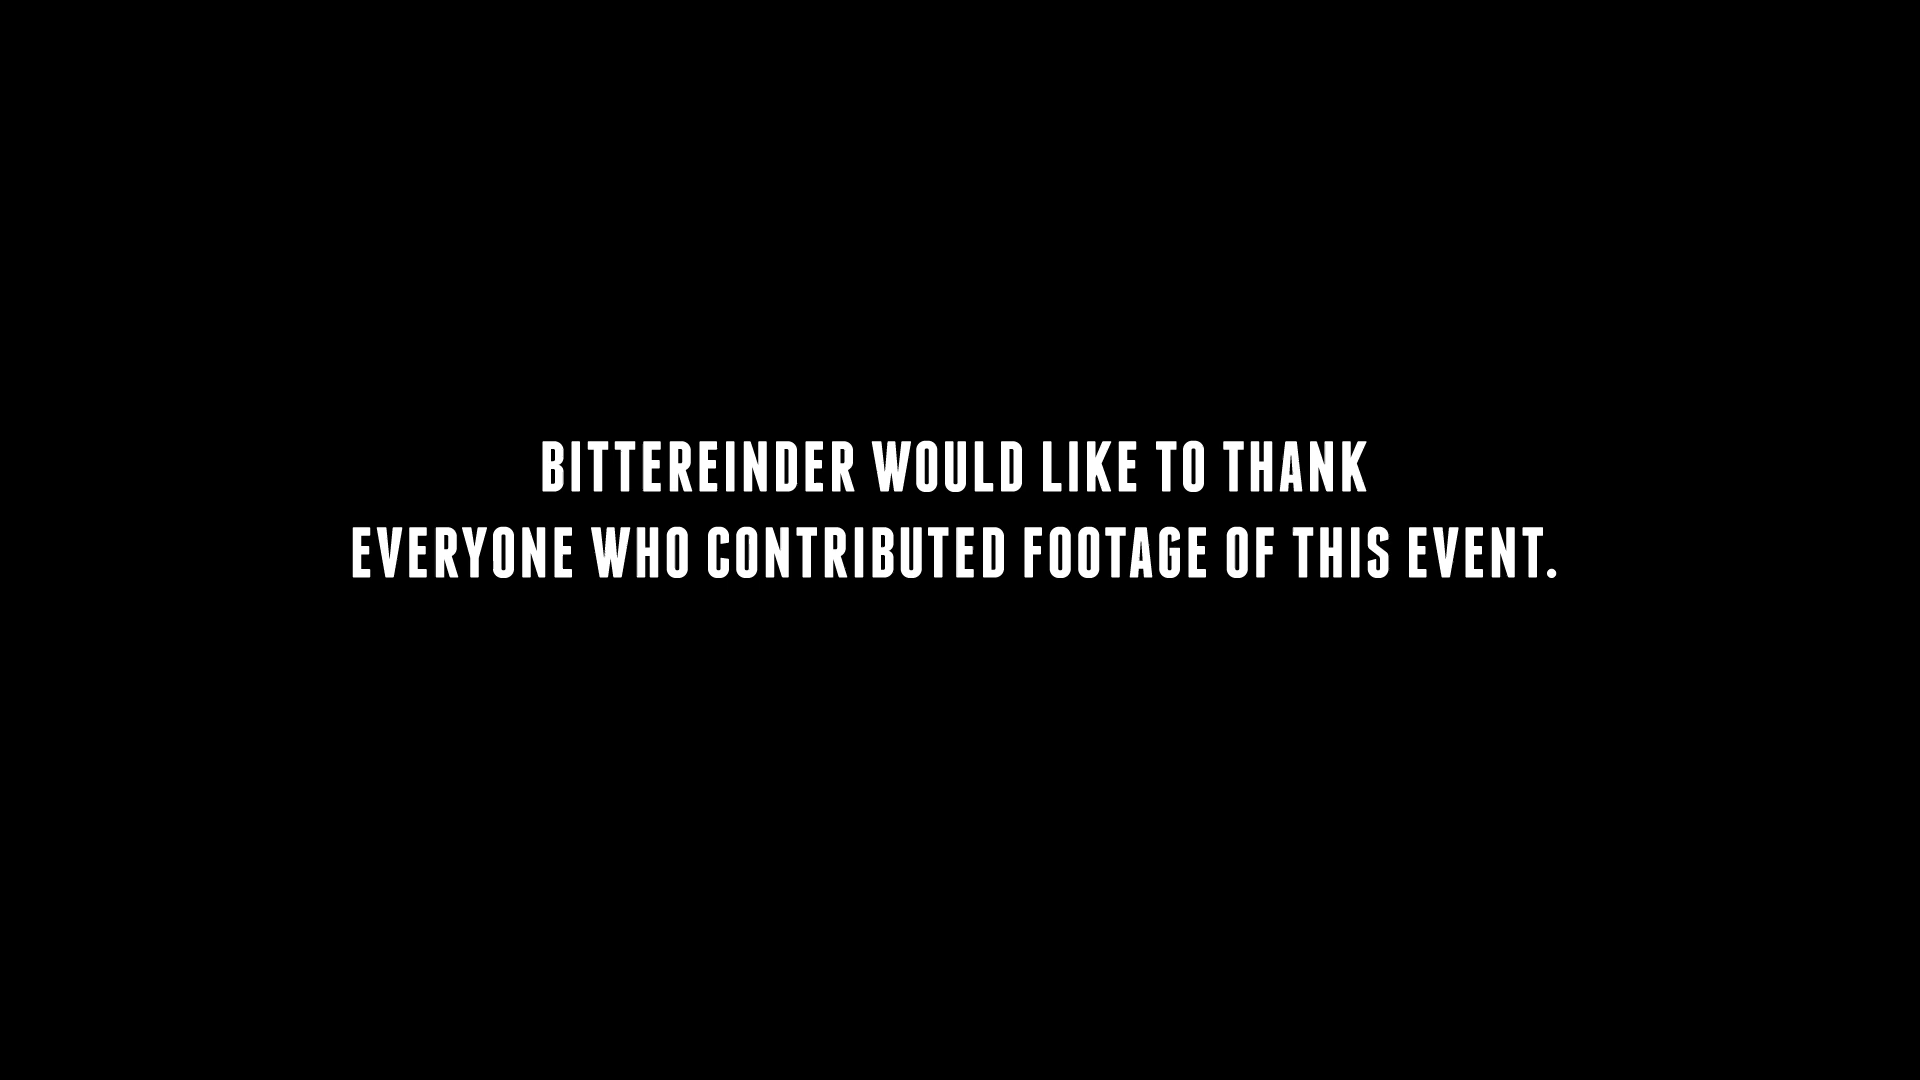 BITTEREINDER WOULD LIKE TO THANK
EVERYONE WHO CONTRIBUTED FOOTAGE OF THIS EVENT.